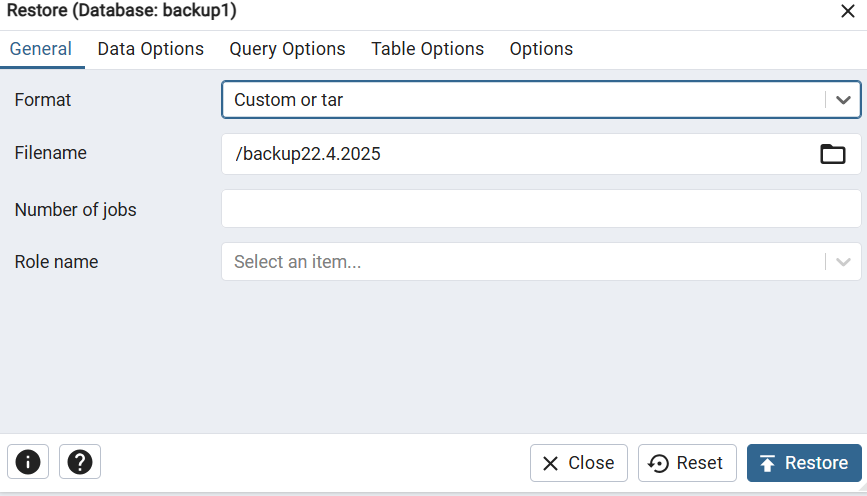 Restore (Database: backup1)
General Data Options Query Options Table Options Options
Format Custom or tar
Filename /backup22.4.2025
Number of jobs
Role name Select an item...
Close Reset Restore